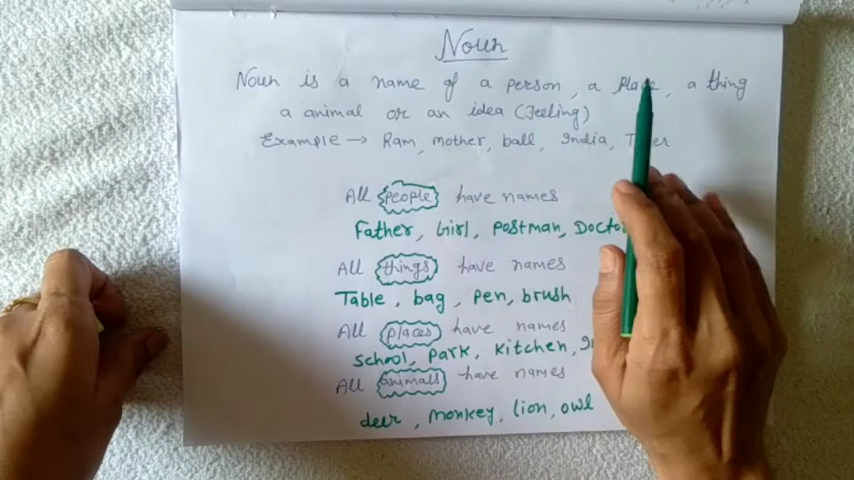 Noun
Noun is a name of a person, a place, a thing
a animal or an idea (Feeling)
Example → Ram, mother, ball, India,
All people have names
Father, Girl, Postman, Doctor
All things have names
Table, bag, pen, brush
All places have names
school, park, kitchen,
All animals have names
deer, monkey, lion, owl